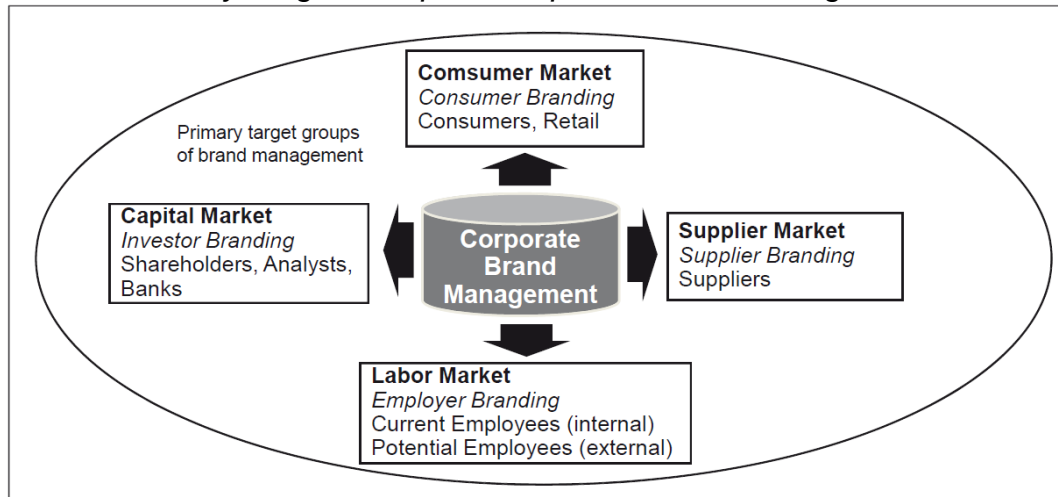 Comsumer Market
Consumer Branding
Consumers, Retail
Primary target groups
of brand management
Capital Market
Investor Branding
Shareholders, Analysts,
Banks
Corporate
Brand
Management
Supplier Market
Supplier Branding
Suppliers
Labor Market
Employer Branding
Current Employees (internal)
Potential Employees (external)